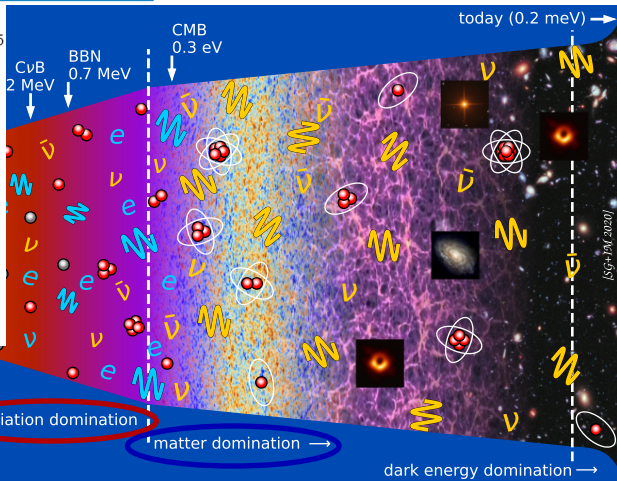 today (0.2 meV)
CMB
0.3 eV
BBN
0.7 MeV
CνB
2 MeV
ν̄
e
ν
ν̄
ν̄
ν
ν
e
ν̄
ν̄
ν
e
e
ν̄
e
ν
ν
ν̄
ν
ν
e
e
ν
ν
[SG+PM 2020]
iation domination
matter domination
dark energy domination